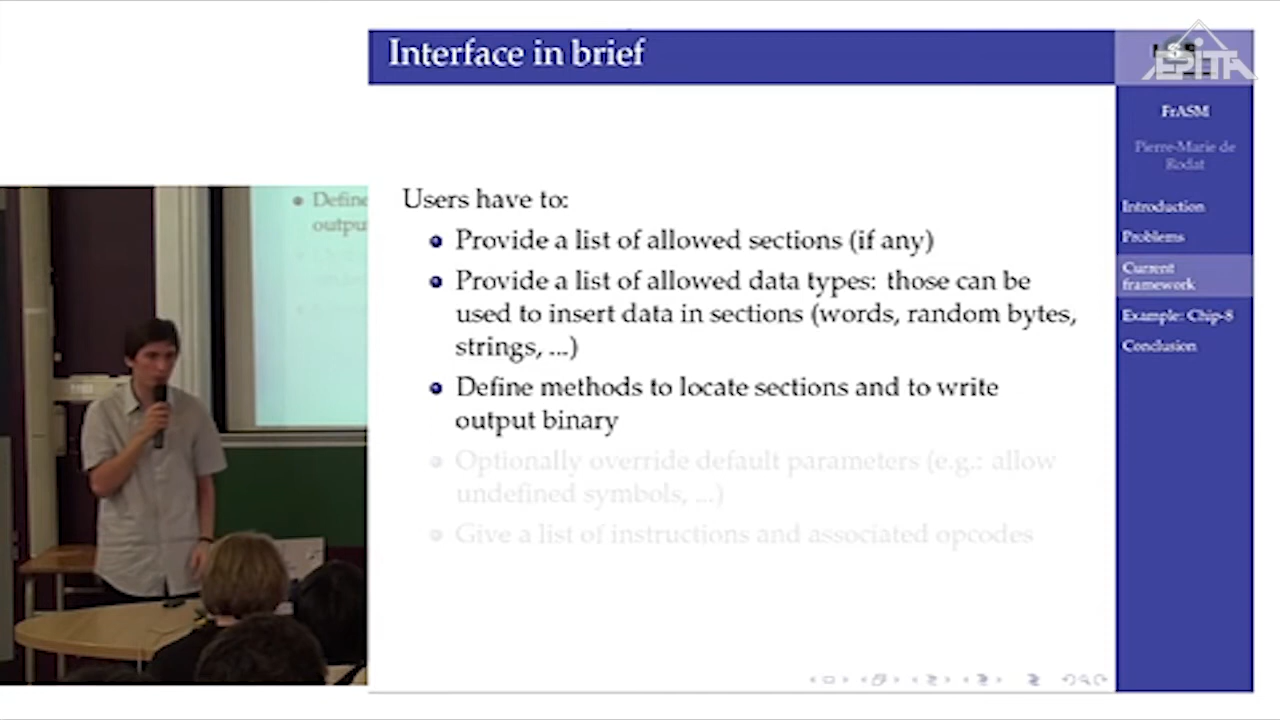 Interface in brief
EPITA
FrASM
Pierre-Marie de
Rodat
Introduction
Problems
Current
framework
Example: Chip-8
Conclusion
Users have to:
Provide a list of allowed sections (if any)
Provide a list of allowed data types: those can be
used to insert data in sections (words, random bytes,
strings, ...)
Define methods to locate sections and to write
output binary
Optionally override default parameters (e.g.: allow
undefined symbols, ...)
Give a list of instructions and associated opcodes
Define
outpu